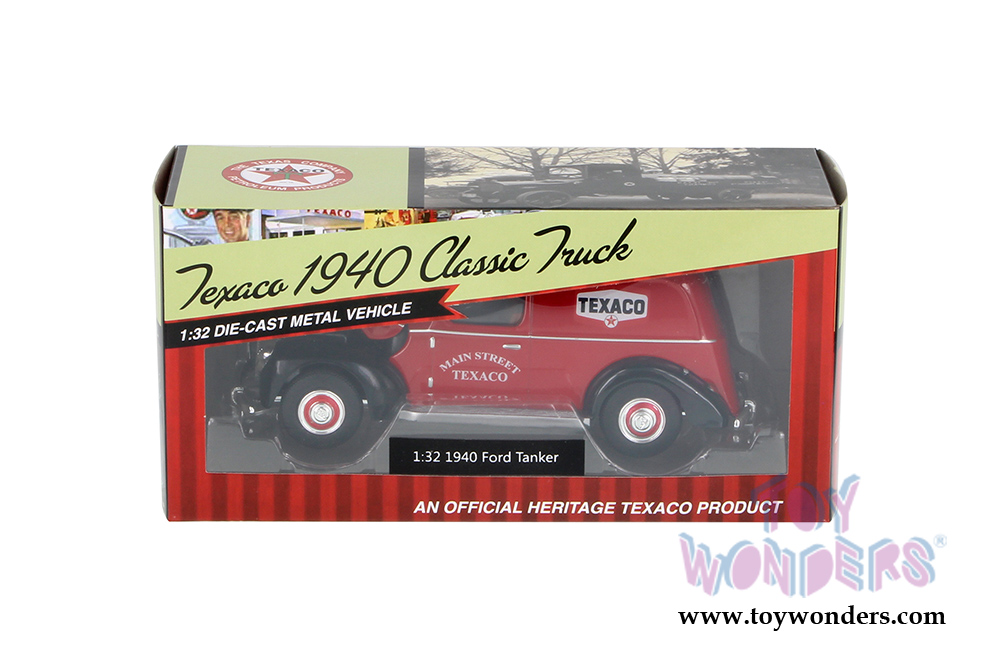 THE TEXAS COMPANY
TEXACO
PETROLEUM PRODUCTS
TEXACO
Texaco 1940 Classic Truck
1:32 DIE-CAST METAL VEHICLE
TEXACO
MAIN STREET
TEXACO
1:32 1940 Ford Tanker
AN OFFICIAL HERITAGE TEXACO PRODUCT
TOY
WONDERS®
www.toywonders.com